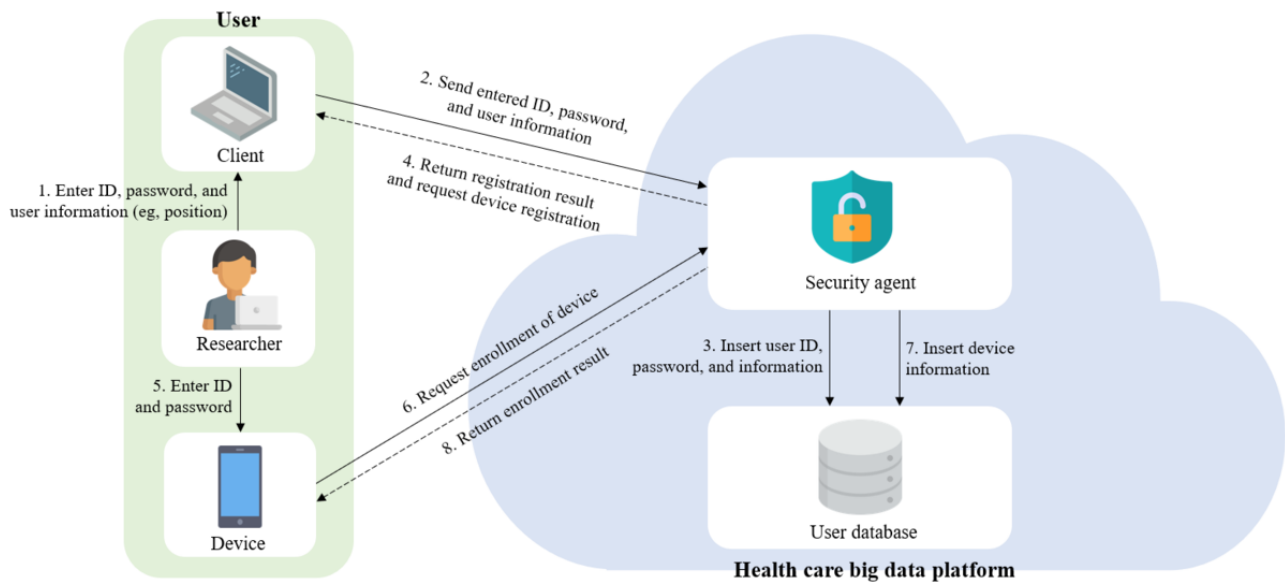 User
Client
1. Enter ID, password, and
user information (eg, position)
Researcher
5. Enter ID
and password
Device
2. Send entered ID, password,
and user information
4. Return registration result
and request device registration
6. Request enrollment of device
8. Return enrollment result
Security agent
3. Insert user ID,
password, and information
7. Insert device
information
User database
Health care big data platform